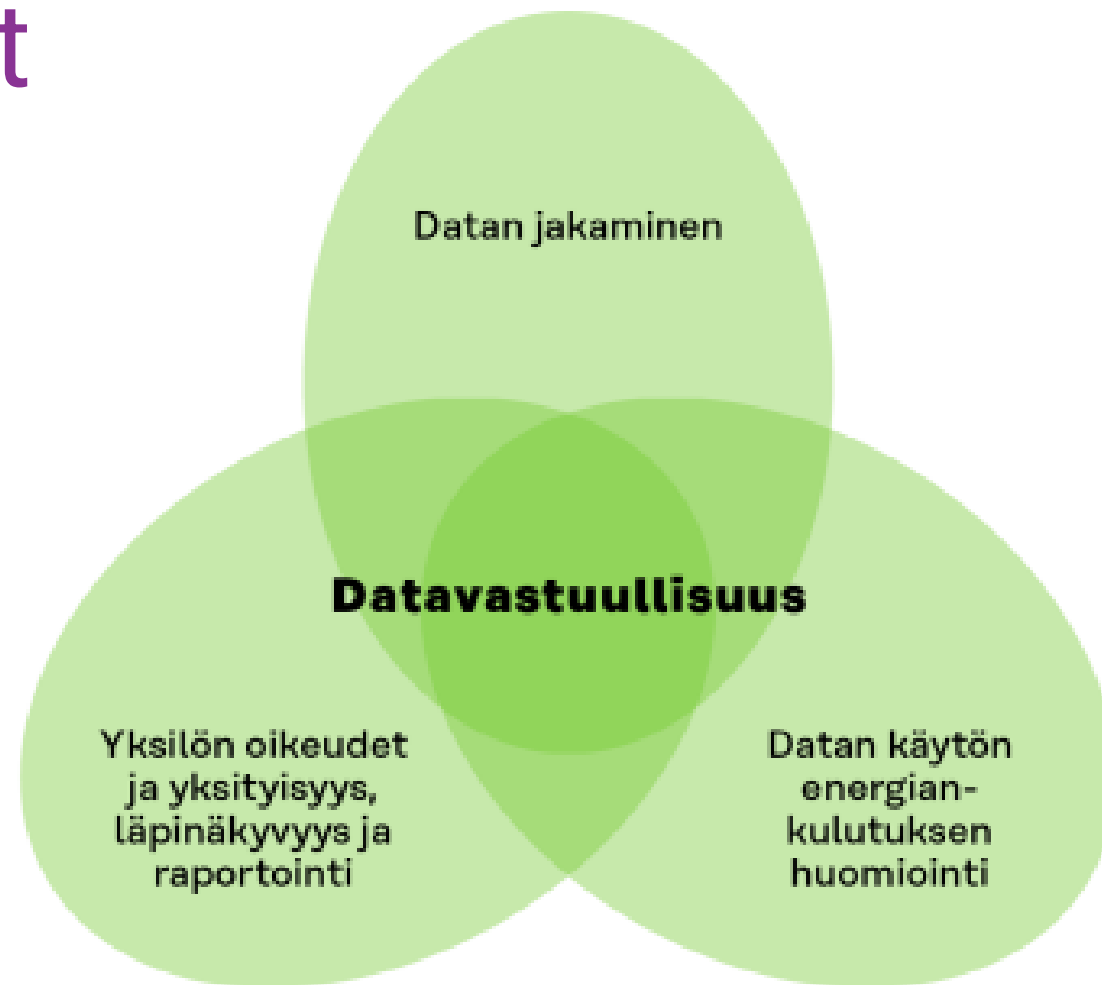 t
Datan jakaminen
Datavastuullisuus
Yksilön oikeudet
ja yksityisyys,
läpinäkyvyys ja
raportointi
Datan käytön
energian-
kulutuksen
huomiointi